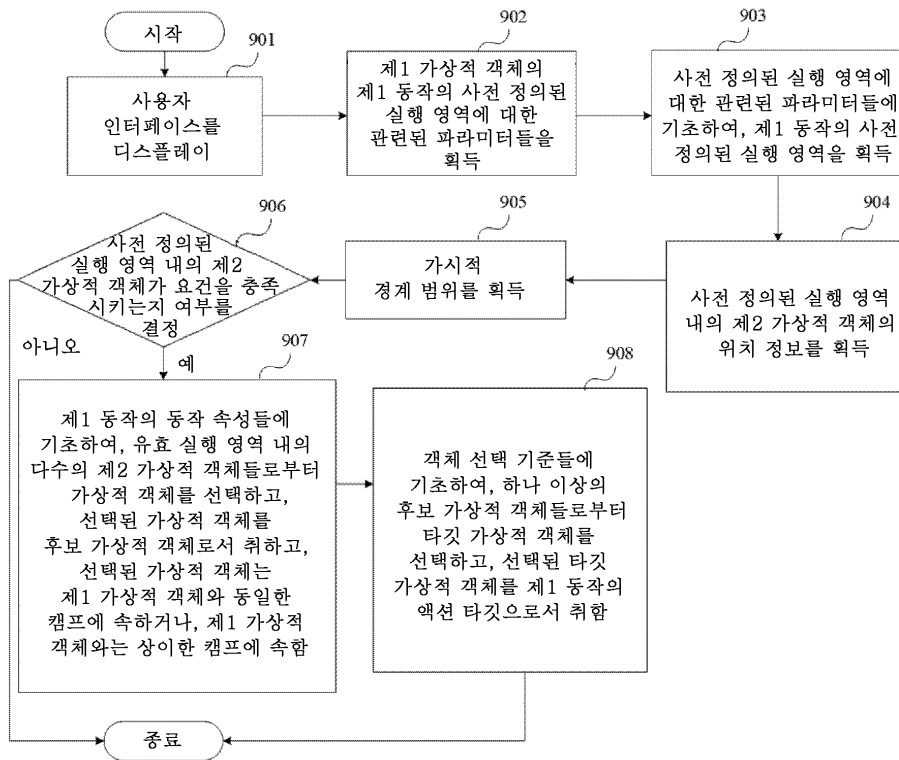 시작
901
사용자
인터페이스를
디스플레이
902
제1 가상적 객체의
제1 동작의 사전 정의된
실행 영역에 대한
관련된 파라미터들을
획득
903
사전 정의된 실행 영역에
대한 관련된 파라미터들에
기초하여, 제1 동작의 사전
정의된 실행 영역을 획득
904
사전 정의된 실행 영역
내의 제2 가상적 객체의
위치 정보를 획득
905
가시적
경계 범위를 획득
906
사전 정의된
실행 영역 내의 제2
가상적 객체가 요건을 충족
시키는지 여부를
결정
아니오
예
907
제1 동작의 동작 속성들에
기초하여, 유효 실행 영역 내의
다수의 제2 가상적 객체들로부터
가상적 객체를 선택하고,
선택된 가상적 객체를
후보 가상적 객체로서 취하고,
선택된 가상적 객체는
제1 가상적 객체와 동일한
캠프에 속하거나, 제1 가상적
객체와는 상이한 캠프에 속함
908
객체 선택 기준들에
기초하여, 하나 이상의
후보 가상적 객체들로부터
타깃 가상적 객체를
선택하고, 선택된 타깃
가상적 객체를 제1 동작의
액션 타깃으로서 취함
종료